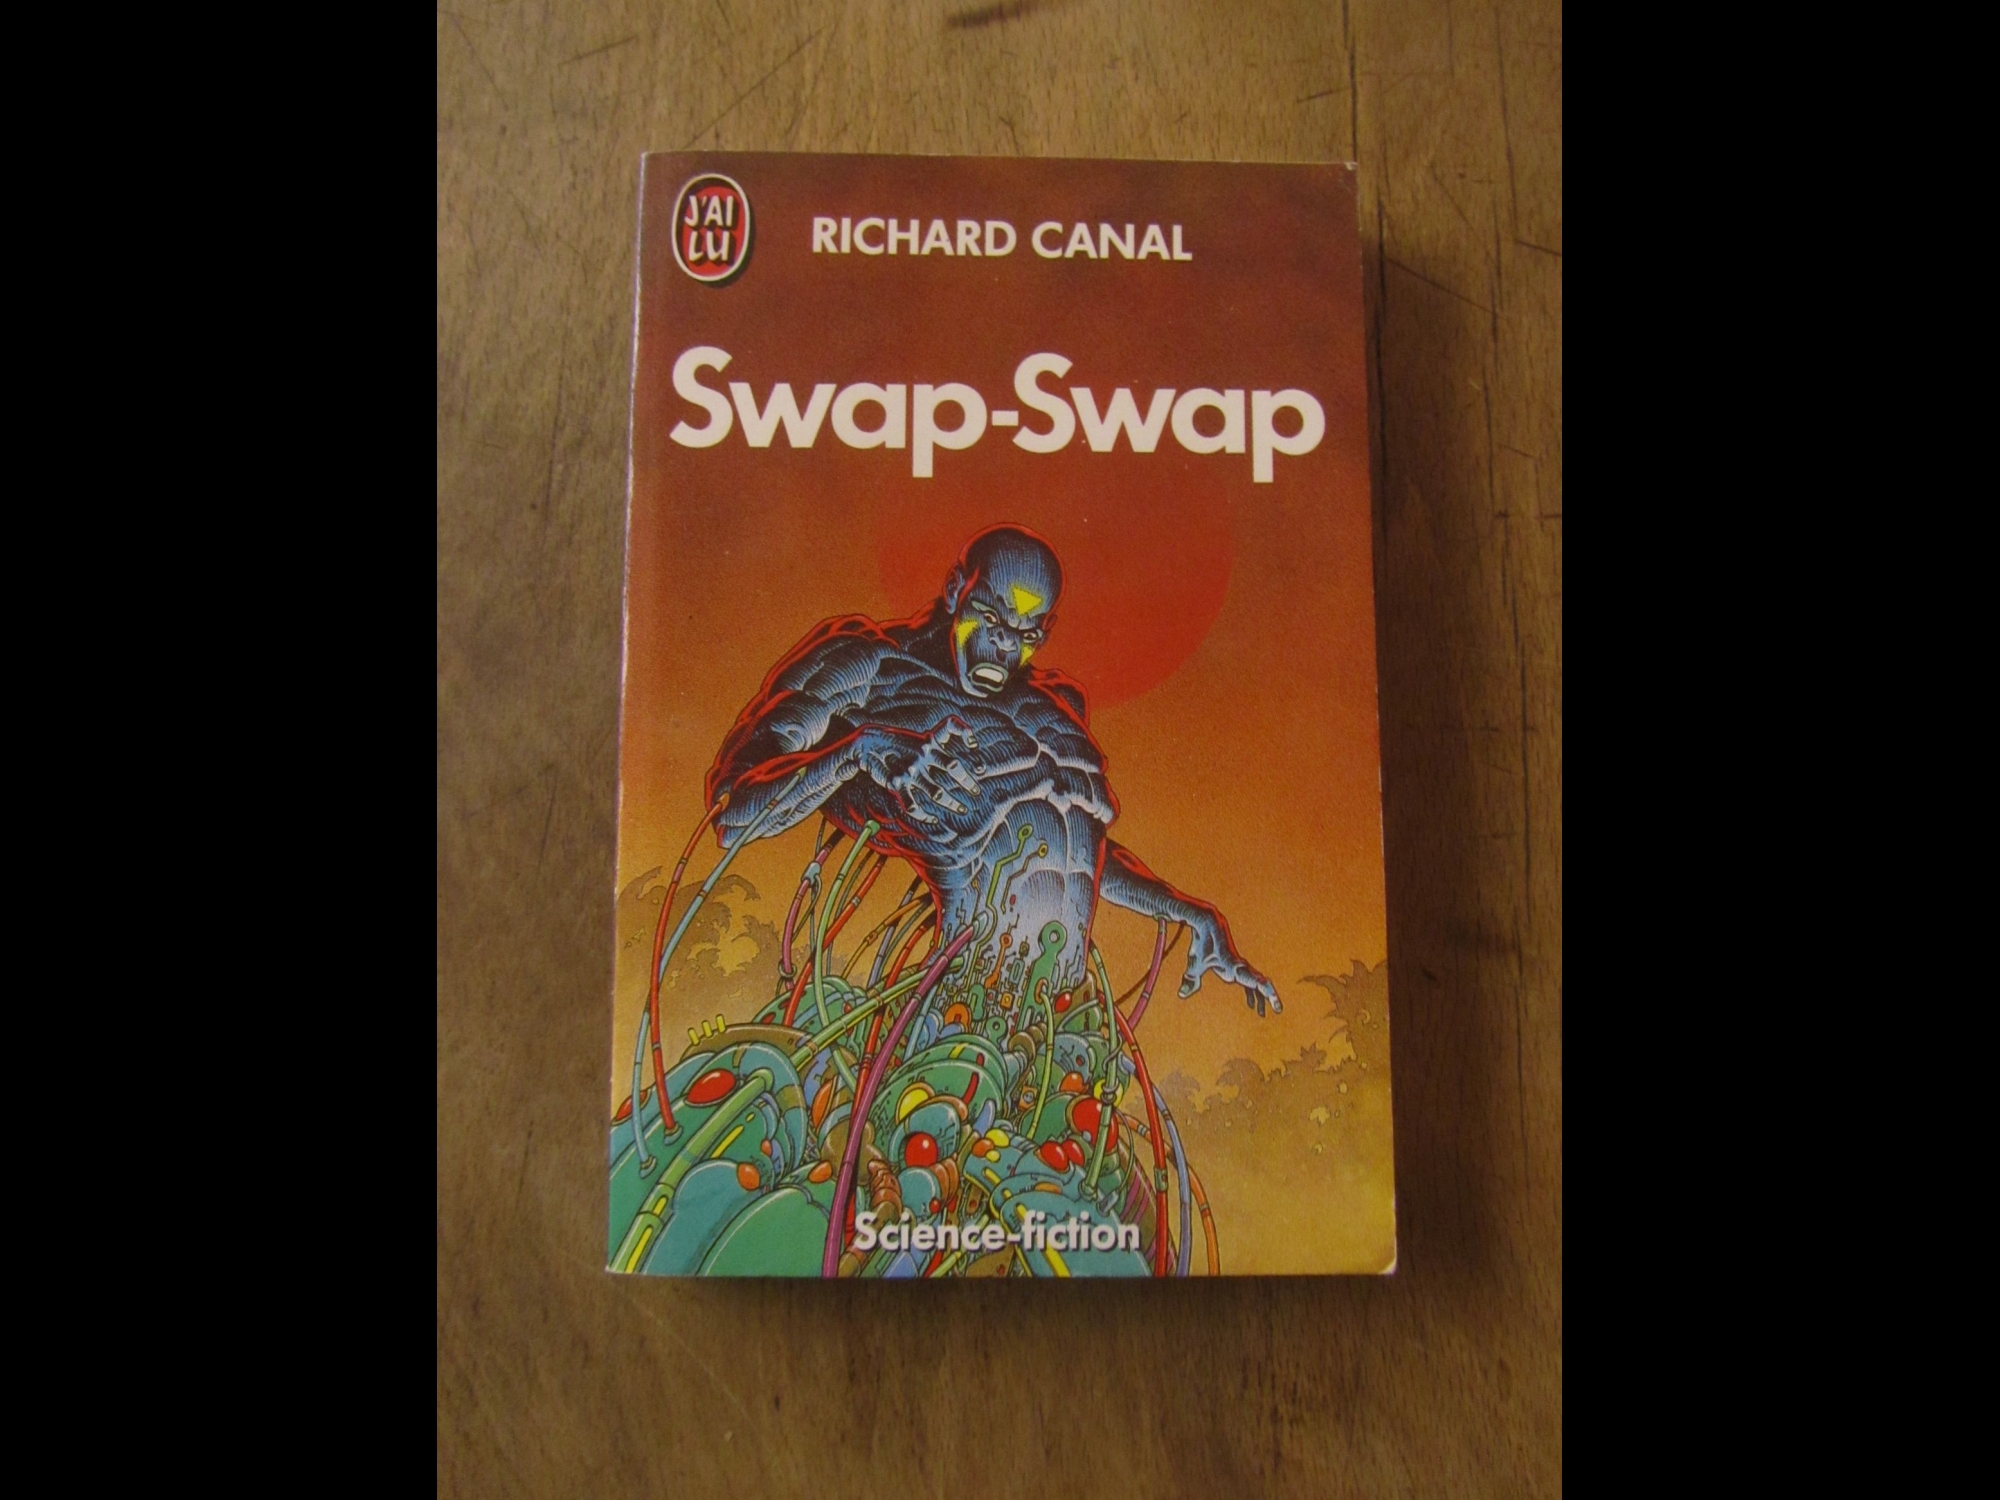 J'AI
LU
RICHARD CANAL
Swap-Swap
Science-fiction